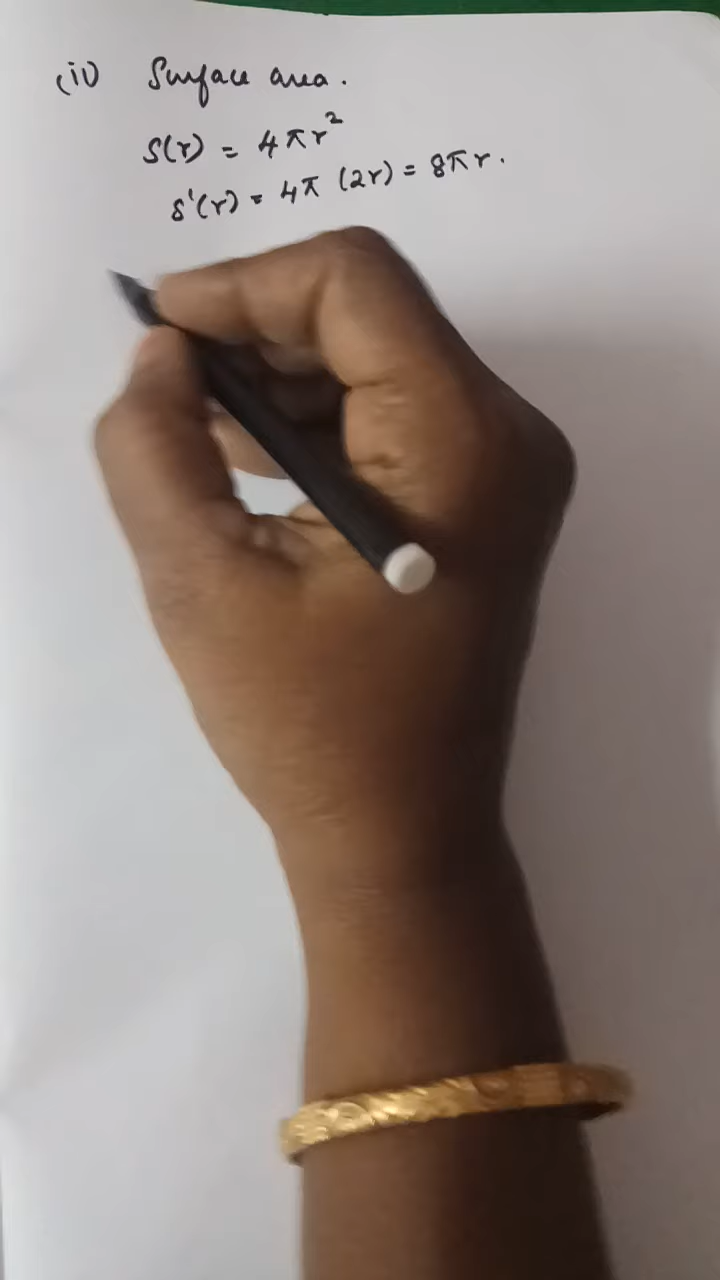 (ii) Surface area.
S(r) = 4πr²
S'(r) = 4π (2r) = 8πr.